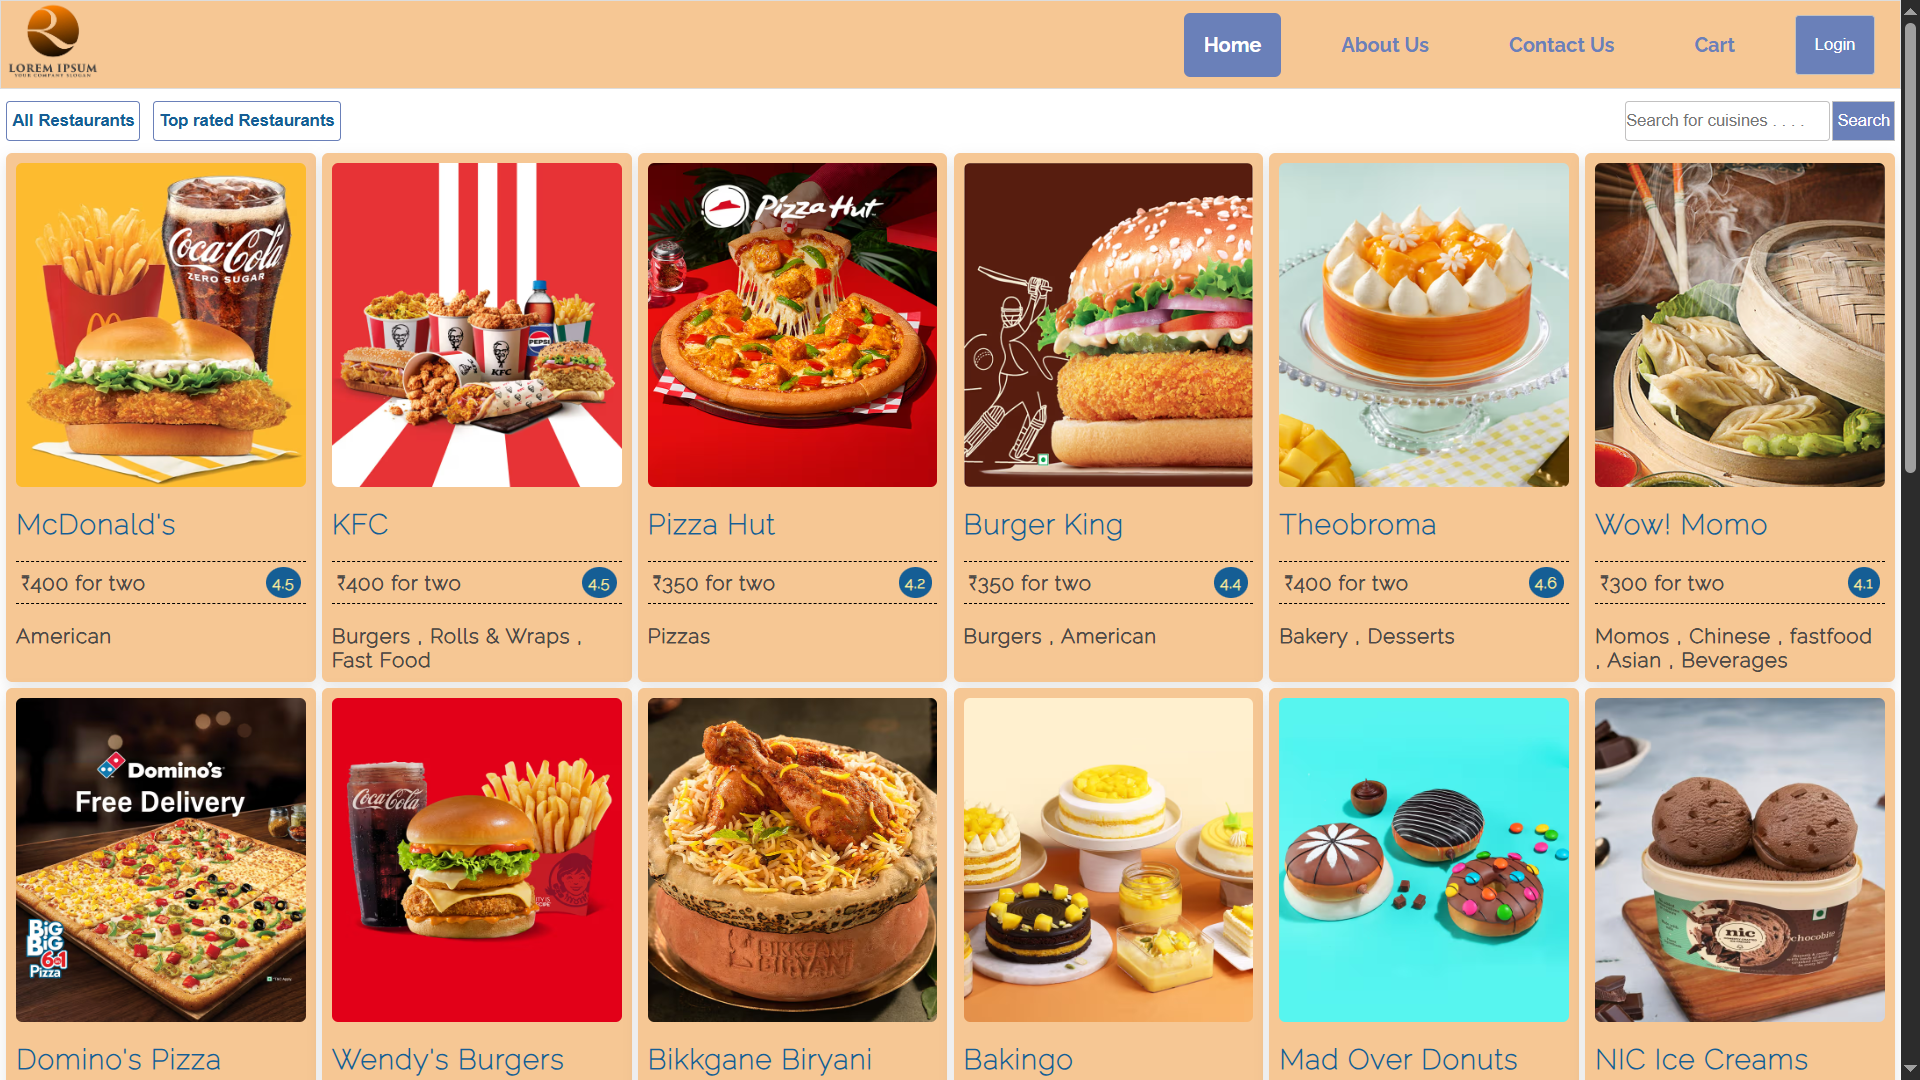 LOREM IPSUM
YOUR COMPANY SLOGAN
Home
About Us
Contact Us
Cart
Login
All Restaurants
Top rated Restaurants
Search for cuisines . . . .
Search
Coca-Cola
ZERO SUGAR
McDonald's
₹400 for two
4.5
American
PEPSI
KFC
KFC
₹400 for two
4.5
Burgers , Rolls & Wraps ,
Fast Food
Pizza Hut
Pizza Hut
₹350 for two
4.2
Pizzas
Burger King
₹350 for two
4.4
Burgers , American
Theobroma
₹400 for two
4.6
Bakery , Desserts
Wow! Momo
₹300 for two
4.1
Momos , Chinese , fastfood
, Asian , Beverages
Domino's
Free Delivery
BIG
BIG
6in1
Pizza
Domino's Pizza
Coca-Cola
Wendy's Burgers
BIKKGANE
BIRYANI
Bikkgane Biryani
Bakingo
Mad Over Donuts
nic
chocobite
NIC Ice Creams